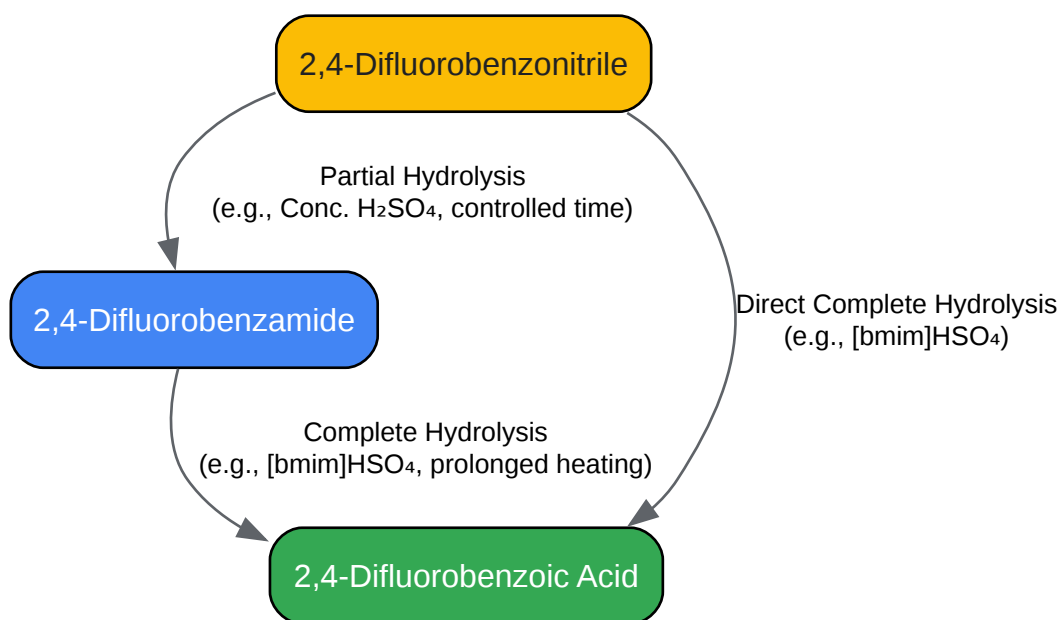 2,4-Difluorobenzonitrile
Partial Hydrolysis
(e.g., Conc. H₂SO₄, controlled time)
2,4-Difluorobenzamide
Direct Complete Hydrolysis
(e.g., [bmim]HSO₄)
Complete Hydrolysis
(e.g., [bmim]HSO₄, prolonged heating)
2,4-Difluorobenzoic Acid